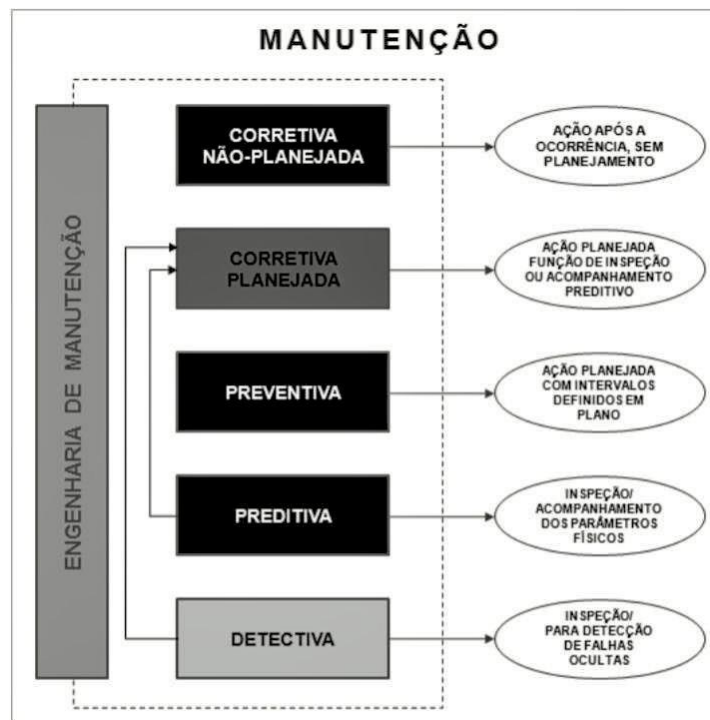 MANUTENÇÃO
ENGENHARIA DE MANUTENÇÃO
CORRETIVA
NÃO-PLANEJADA
AÇÃO APÓS A
OCORRÊNCIA, SEM
PLANEJAMENTO
CORRETIVA
PLANEJADA
AÇÃO PLANEJADA
FUNÇÃO DE INSPEÇÃO
OU ACOMPANHAMENTO
PREDITIVO
PREVENTIVA
AÇÃO PLANEJADA
COM INTERVALOS
DEFINIDOS EM
PLANO
PREDITIVA
INSPEÇÃO/
ACOMPANHAMENTO
DOS PARÂMETROS
FÍSICOS
DETECTIVA
INSPEÇÃO/
PARA DETECÇÃO
DE FALHAS
OCULTAS